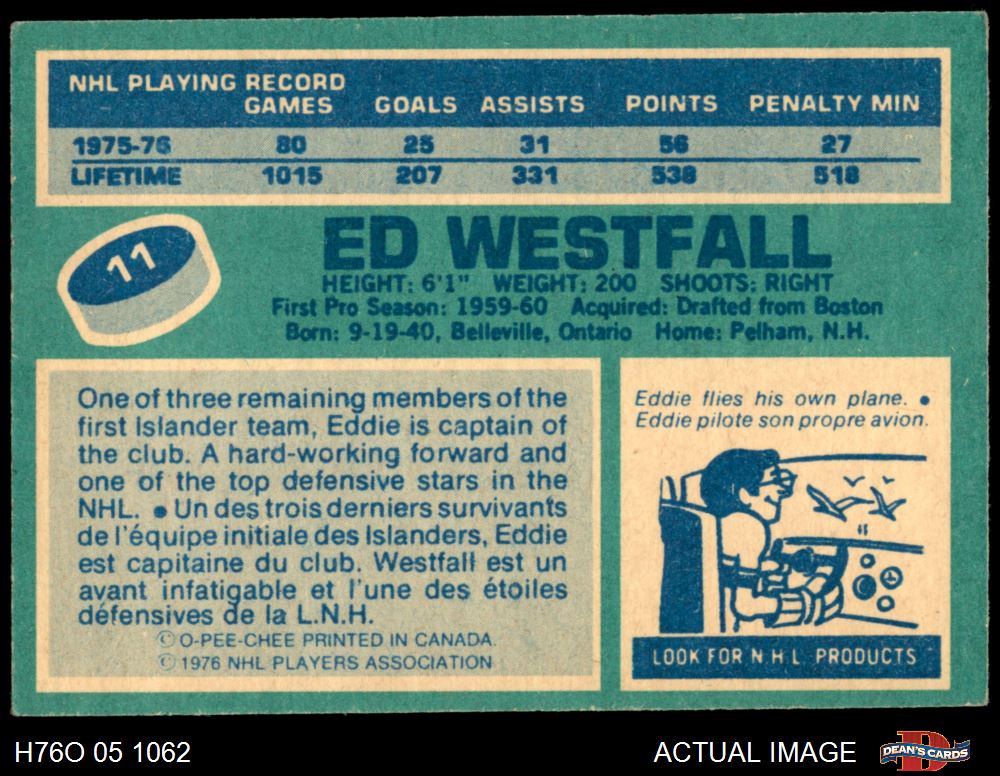 NHL PLAYING RECORD
GAMES GOALS ASSISTS POINTS PENALTY MIN
1975-76 80 25 31 56 27
LIFETIME 1015 207 331 538 518
11
ED WESTFALL
HEIGHT: 6'1" WEIGHT: 200 SHOOTS: RIGHT
First Pro Season: 1959-60 Acquired: Drafted from Boston
Born: 9-19-40, Belleville, Ontario Home: Pelham, N.H.
One of three remaining members of the
first Islander team, Eddie is captain of
the club. A hard-working forward and
one of the top defensive stars in the
NHL. • Un des trois derniers survivants
de l'équipe initiale des Islanders, Eddie
est capitaine du club. Westfall est un
avant infatigable et l'une des étoiles
défensives de la L.N.H.
© O-PEE-CHEE PRINTED IN CANADA.
© 1976 NHL PLAYERS ASSOCIATION
Eddie flies his own plane. •
Eddie pilote son propre avion.
LOOK FOR N.H L PRODUCTS
H76O 05 1062
ACTUAL IMAGE
D
DEAN'S CARDS